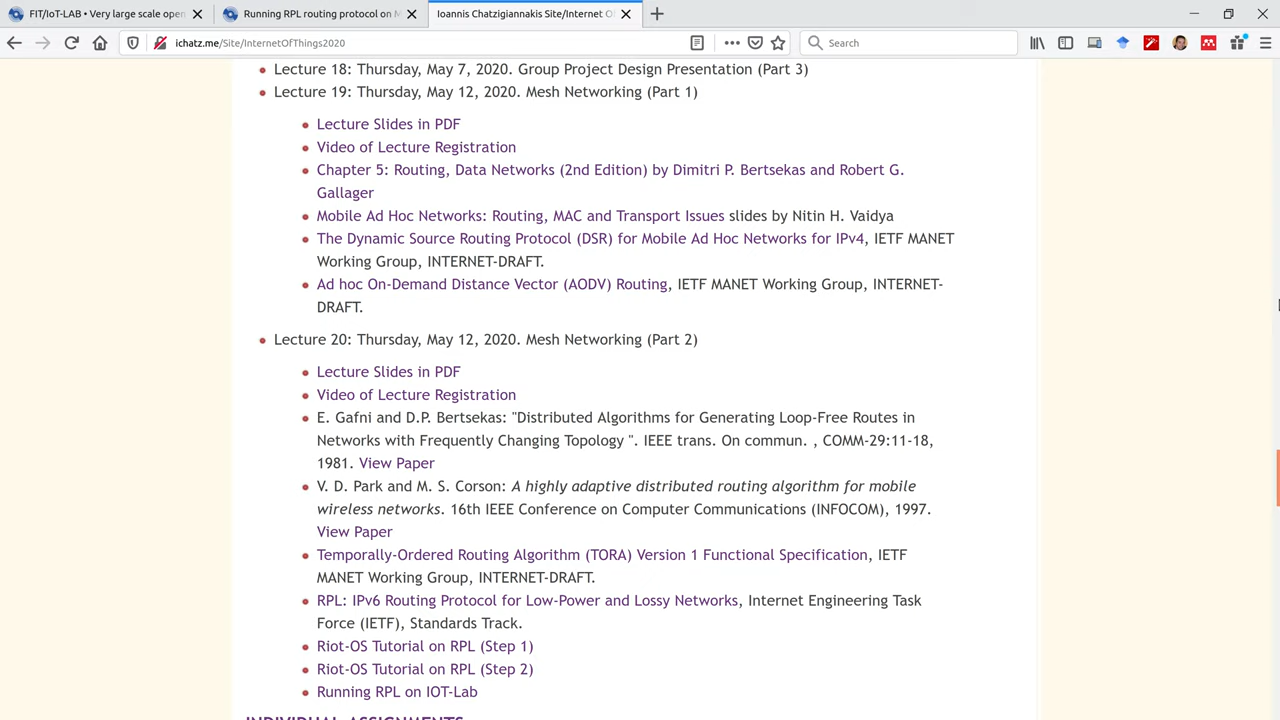 FIT/IoT-LAB • Very large scale open
Running RPL routing protocol on M
Ioannis Chatzigiannakis Site/Internet O
ichatz.me/Site/InternetOfThings2020
Search
Lecture 18: Thursday, May 7, 2020. Group Project Design Presentation (Part 3)
Lecture 19: Thursday, May 12, 2020. Mesh Networking (Part 1)
Lecture Slides in PDF
Video of Lecture Registration
Chapter 5: Routing, Data Networks (2nd Edition) by Dimitri P. Bertsekas and Robert G.
Gallager
Mobile Ad Hoc Networks: Routing, MAC and Transport Issues slides by Nitin H. Vaidya
The Dynamic Source Routing Protocol (DSR) for Mobile Ad Hoc Networks for IPv4, IETF MANET
Working Group, INTERNET-DRAFT.
Ad hoc On-Demand Distance Vector (AODV) Routing, IETF MANET Working Group, INTERNET-
DRAFT.
Lecture 20: Thursday, May 12, 2020. Mesh Networking (Part 2)
Lecture Slides in PDF
Video of Lecture Registration
E. Gafni and D.P. Bertsekas: "Distributed Algorithms for Generating Loop-Free Routes in
Networks with Frequently Changing Topology ". IEEE trans. On commun. , COMM-29:11-18,
1981. View Paper
V. D. Park and M. S. Corson: A highly adaptive distributed routing algorithm for mobile
wireless networks. 16th IEEE Conference on Computer Communications (INFOCOM), 1997.
View Paper
Temporally-Ordered Routing Algorithm (TORA) Version 1 Functional Specification, IETF
MANET Working Group, INTERNET-DRAFT.
RPL: IPv6 Routing Protocol for Low-Power and Lossy Networks, Internet Engineering Task
Force (IETF), Standards Track.
Riot-OS Tutorial on RPL (Step 1)
Riot-OS Tutorial on RPL (Step 2)
Running RPL on IOT-Lab
INDIVIDUAL ASSIGNMENTS